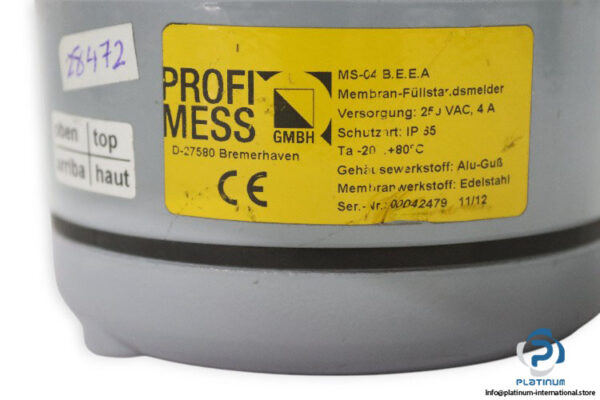 28472
PROFI
MESS
GMBH
D-27580 Bremerhaven
CE
MS-04 B.E.E.A
Membran-Füllstandsmelder
Versorgung: 250 VAC, 4 A
Schutzart: IP 65
Ta -20...+80°C
Gehäusewerkstoff: Alu-Guß
Membranwerkstoff: Edelstahl
Ser.-Nr.: 00042479 11/12
oben top
arriba haut
PLATINUM
info@platinum-international.store